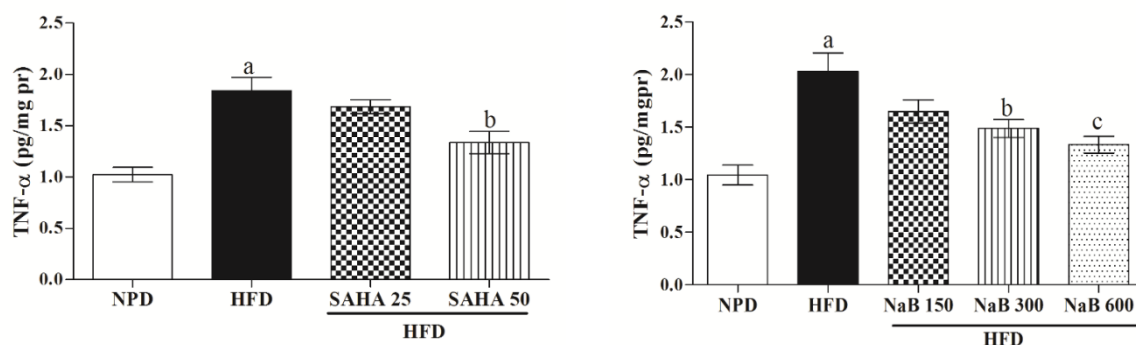 TNF-α (pg/mg pr)
2.5
2.0
1.5
1.0
0.5
0.0
a
b
NPD HFD SAHA 25 SAHA 50
HFD
TNF-α (pg/mgpr)
2.5
2.0
1.5
1.0
0.5
0.0
a
b
c
NPD HFD NaB 150 NaB 300 NaB 600
HFD